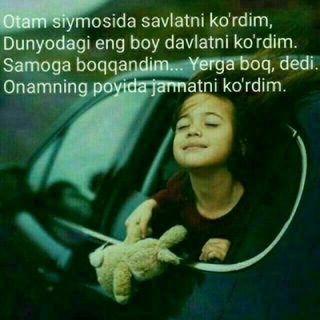 Otam siymosida savlatni ko'rdim,
Dunyodagi eng boy davlatni ko'rdim.
Samoga boqqandim... Yerga boq, dedi.
Onamning poyida jannatni ko'rdim.